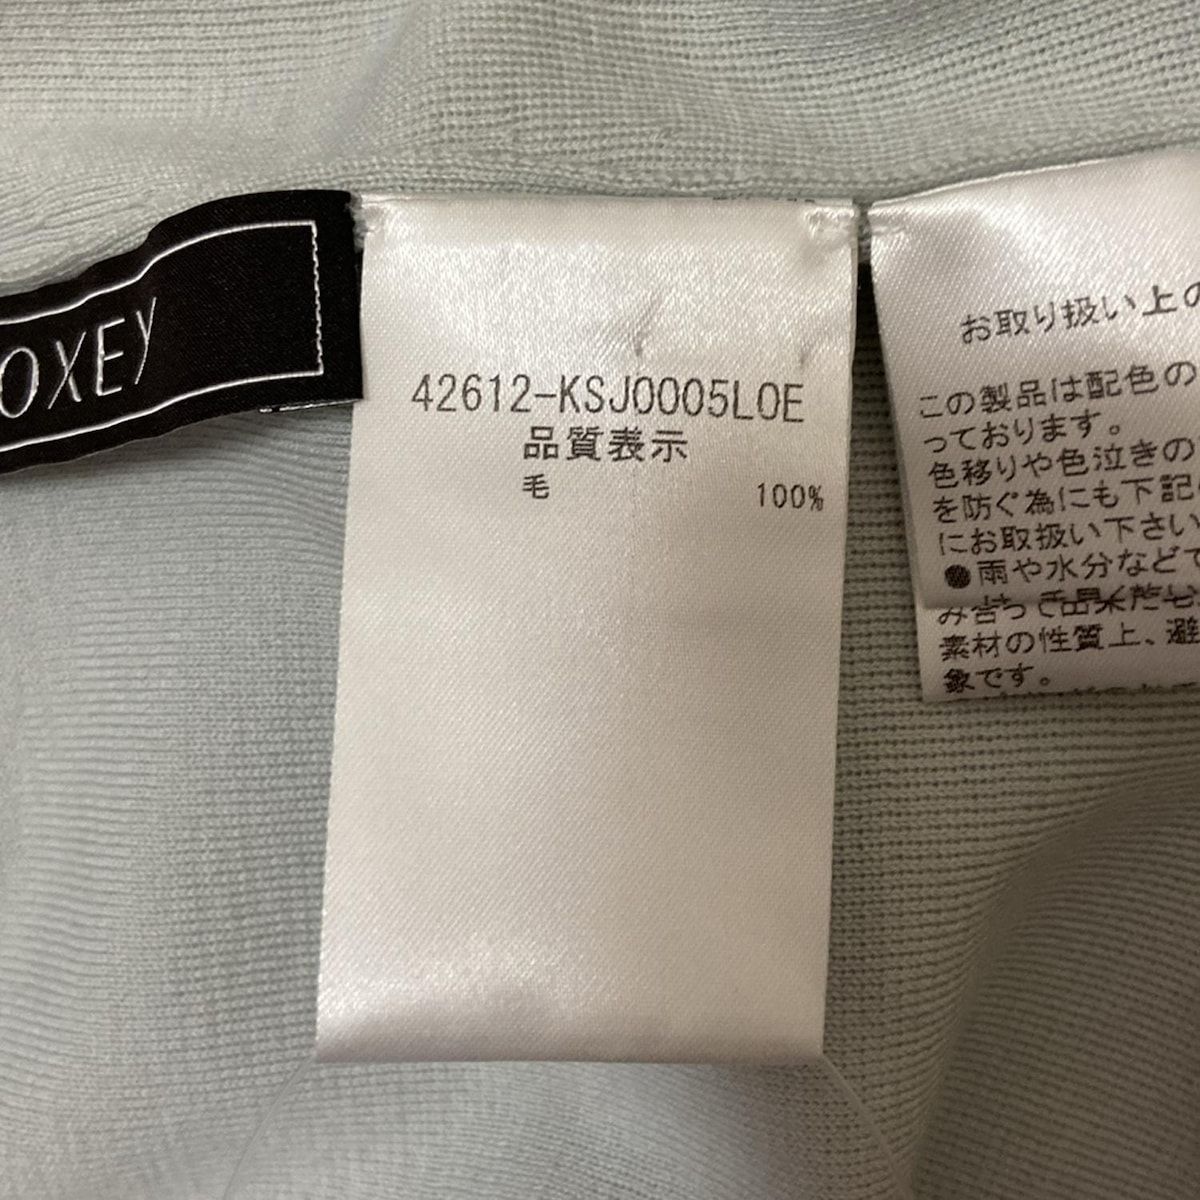 OXEY
42612-KSJ0005LOE
品質表示
毛 100%
お取り扱い上の
この製品は配色の
っております。
色移りや色泣きの
を防ぐ為にも下記
にお取扱い下さい
●雨や水分などで
素材の性質上、避
象です。